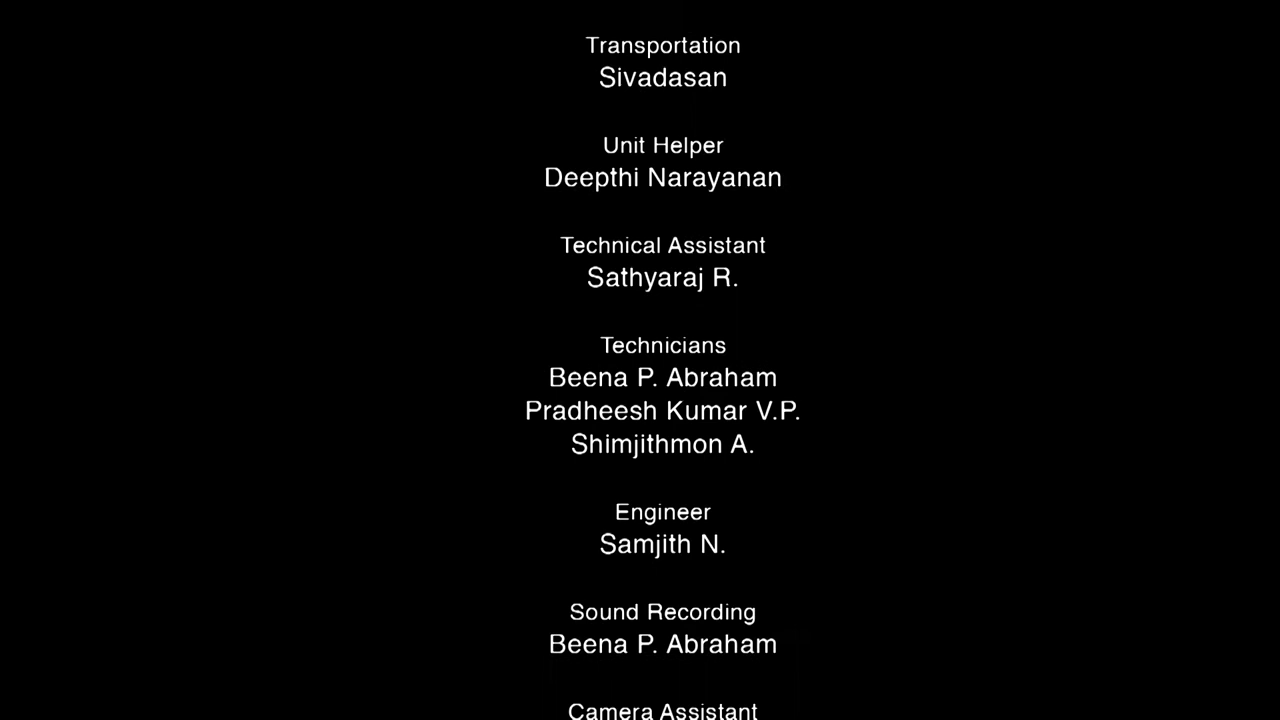 Transportation
Sivadasan
Unit Helper
Deepthi Narayanan
Technical Assistant
Sathyaraj R.
Technicians
Beena P. Abraham
Pradheesh Kumar V.P.
Shimjithmon A.
Engineer
Samjith N.
Sound Recording
Beena P. Abraham
Camera Assistant